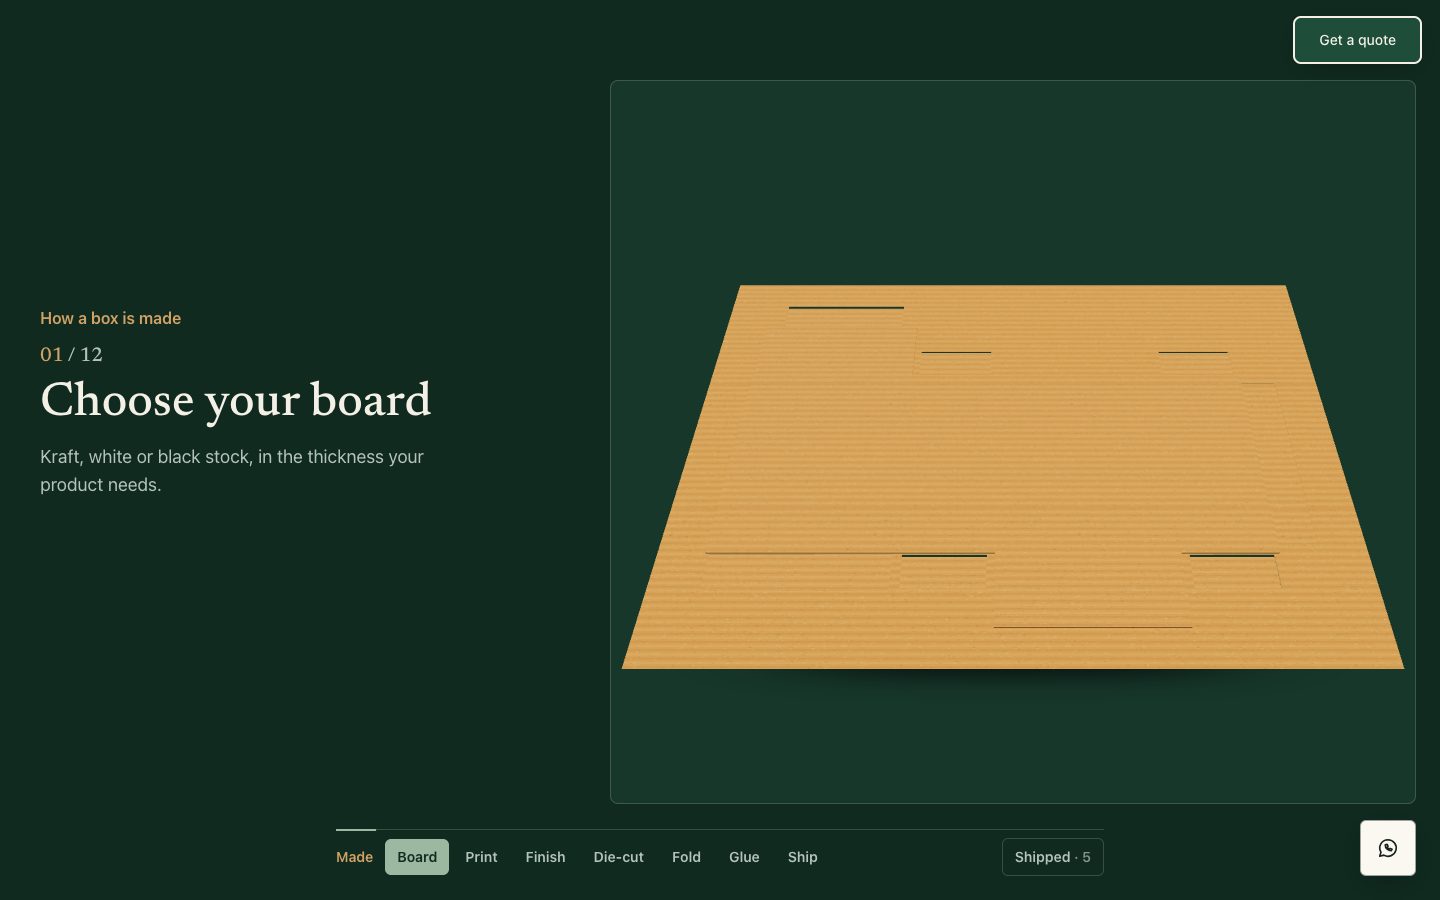 Get a quote
How a box is made
01 / 12
Choose your board
Kraft, white or black stock, in the thickness your
product needs.
Made
Board
Print
Finish
Die-cut
Fold
Glue
Ship
Shipped · 5